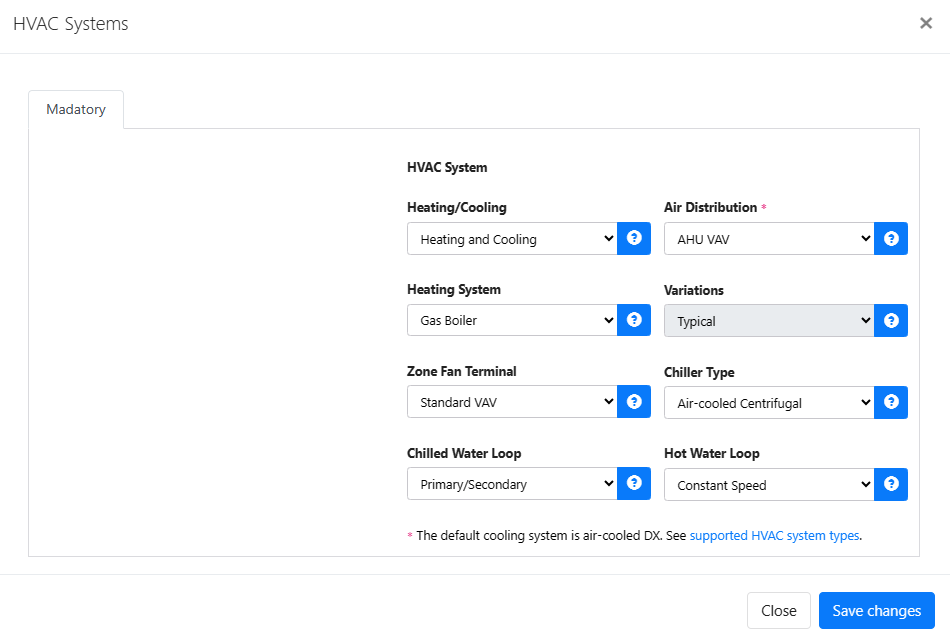 HVAC Systems ×
Madatory
HVAC System
Heating/Cooling Air Distribution *
Heating and Cooling ? AHU VAV ?
Heating System Variations
Gas Boiler ? Typical ?
Zone Fan Terminal Chiller Type
Standard VAV ? Air-cooled Centrifugal ?
Chilled Water Loop Hot Water Loop
Primary/Secondary ? Constant Speed ?
* The default cooling system is air-cooled DX. See supported HVAC system types.
Close Save changes